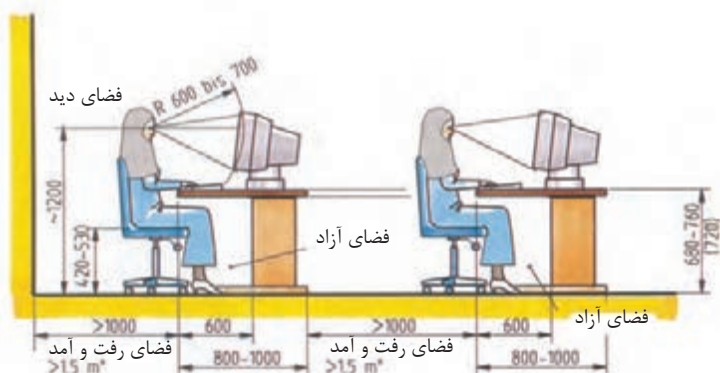 فضای دید
R 600 bis 700
~1200
420-530
فضای آزاد
680-760
(720)
فضای آزاد
>1000
600
>1000
600
فضای رفت و آمد
800-1000
فضای رفت و آمد
800-1000
>1.5 m²
>1.5 m²